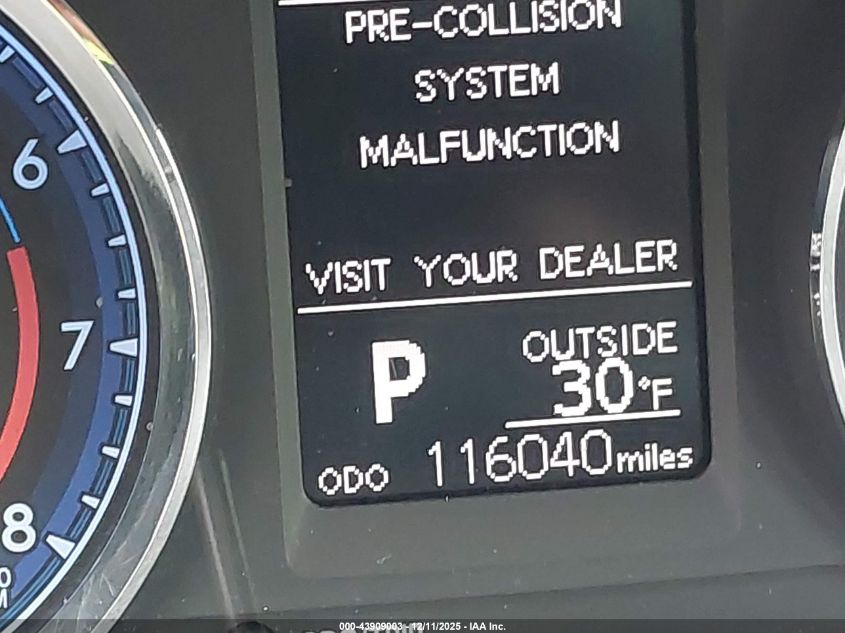 PRE-COLLISION
SYSTEM
MALFUNCTION
VISIT YOUR DEALER
P
OUTSIDE
30°F
ODO 116040 miles
6
7
8
000-43909003 - 12/11/2025 - IAA Inc.